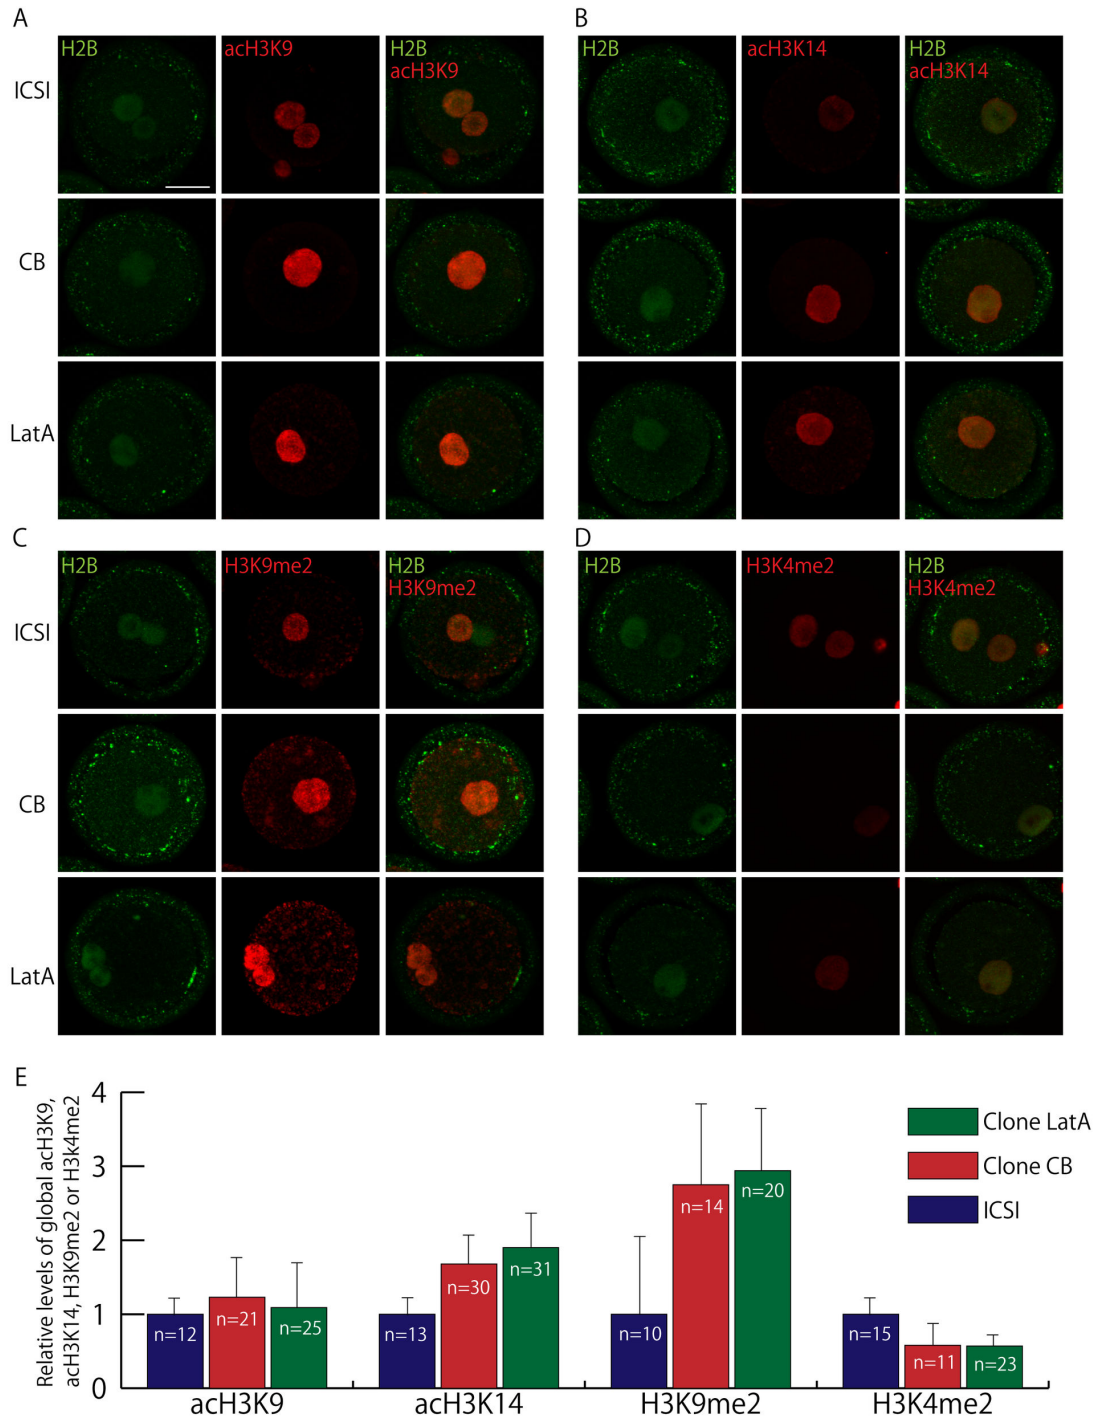 A
B
H2B
acH3K9
H2B
acH3K9
H2B
acH3K14
H2B
acH3K14
ICSI
CB
LatA
C
D
H2B
H3K9me2
H2B
H3K9me2
H2B
H3K4me2
H2B
H3K4me2
ICSI
CB
LatA
E
Relative levels of global acH3K9,
acH3K14, H3K9me2 or H3k4me2
4
3
2
1
0
Clone LatA
Clone CB
ICSI
n=12
n=21
n=25
n=13
n=30
n=31
n=10
n=14
n=20
n=15
n=11
n=23
acH3K9
acH3K14
H3K9me2
H3K4me2